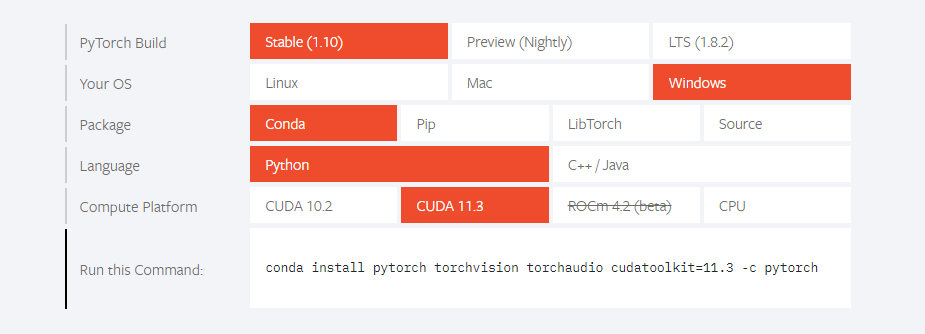 PyTorch Build Stable (1.10) Preview (Nightly) LTS (1.8.2)
Your OS Linux Mac Windows
Package Conda Pip LibTorch Source
Language Python C++ / Java
Compute Platform CUDA 10.2 CUDA 11.3 ROCm 4.2 (beta) CPU
Run this Command: conda install pytorch torchvision torchaudio cudatoolkit=11.3 -c pytorch